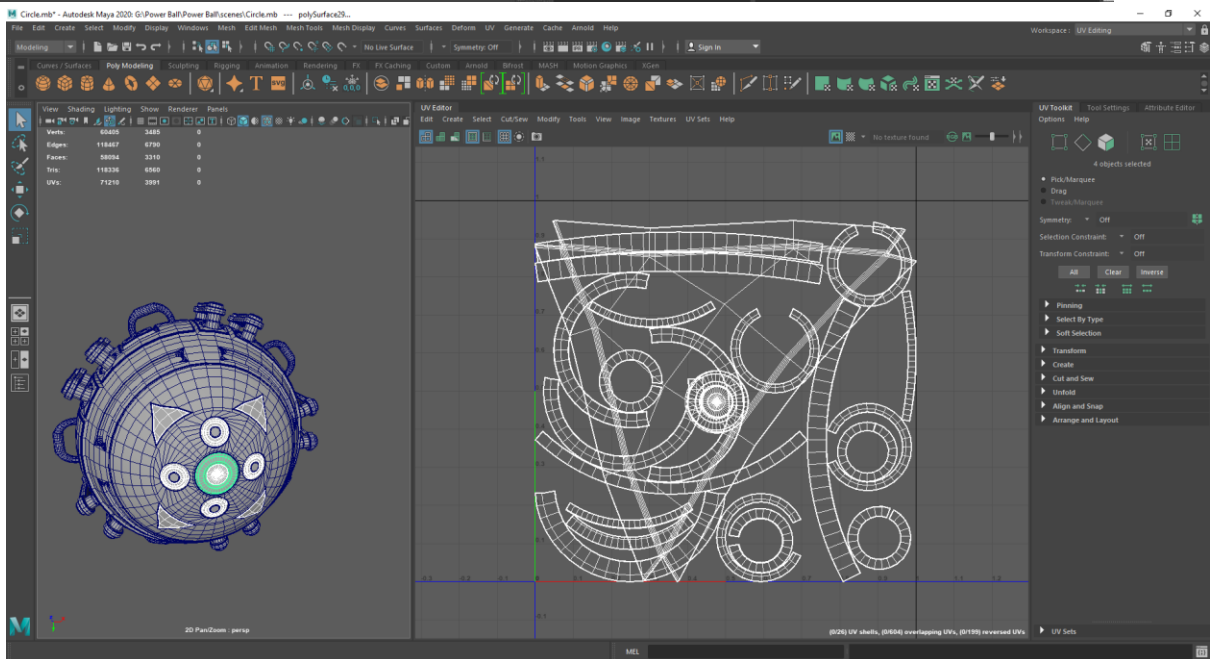 Circle.mb* - Autodesk Maya 2020: G:\Power Ball\Power Ball\scenes\Circle.mb --- polySurface29...
File Edit Create Select Modify Display Windows Mesh Edit Mesh Mesh Tools Mesh Display Curves Surfaces Deform UV Generate Cache Arnold Help
Workspace: UV Editing
Modeling No Live Surface Symmetry: Off Sign In
Curves / Surfaces Poly Modeling Sculpting Rigging Animation Rendering FX FX Caching Custom Arnold Bifrost MASH Motion Graphics XGen
View Shading Lighting Show Renderer Panels
Verts: 60405 3485 0
Edges: 118467 6790 0
Faces: 58094 3310 0
Tris: 118336 6560 0
UVs: 71210 3991 0
2D Pan/Zoom : persp
UV Editor
Edit Create Select Cut/Sew Modify Tools View Image Textures UV Sets Help
No texture found
(0/26) UV shells, (0/604) overlapping UVs, (0/199) reversed UVs
UV Toolkit Tool Settings Attribute Editor
Options Help
4 objects selected
Pick/Marquee
Drag
Tweak/Marquee
Symmetry: Off
Selection Constraint: Off
Transform Constraint: Off
All Clear Inverse
Pinning
Select By Type
Soft Selection
Transform
Create
Cut and Sew
Unfold
Align and Snap
Arrange and Layout
UV Sets
MEL